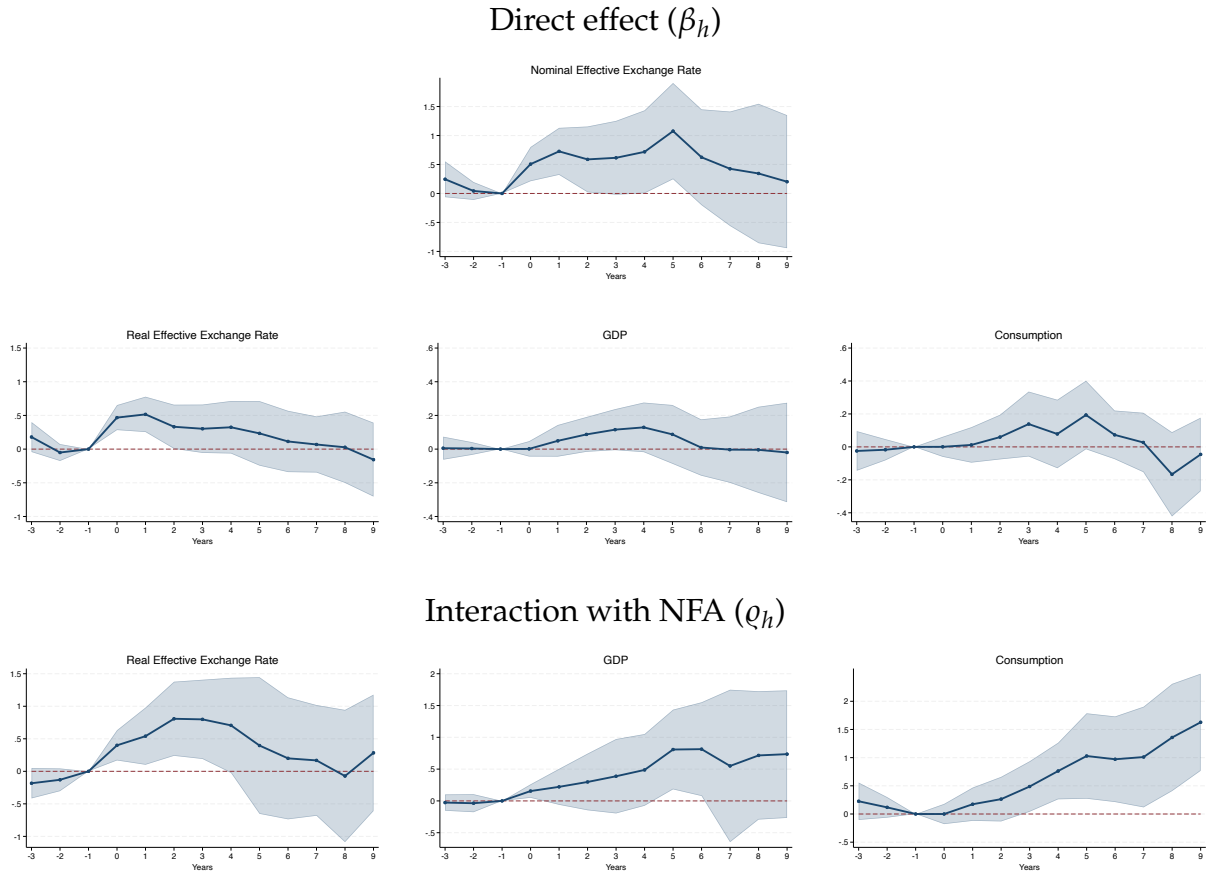 Direct effect (βₕ)
Nominal Effective Exchange Rate
1.5
1
.5
0
-.5
-1
-3 -2 -1 0 1 2 3 4 5 6 7 8 9
Years
Real Effective Exchange Rate
1.5
1
.5
0
-.5
-1
-3 -2 -1 0 1 2 3 4 5 6 7 8 9
Years
GDP
.6
.4
.2
0
-.2
-.4
-3 -2 -1 0 1 2 3 4 5 6 7 8 9
Years
Consumption
.6
.4
.2
0
-.2
-.4
-3 -2 -1 0 1 2 3 4 5 6 7 8 9
Years
Interaction with NFA (ϱₕ)
Real Effective Exchange Rate
1.5
1
.5
0
-.5
-1
-3 -2 -1 0 1 2 3 4 5 6 7 8 9
Years
GDP
2
1.5
1
.5
0
-.5
-3 -2 -1 0 1 2 3 4 5 6 7 8 9
Years
Consumption
2
1.5
1
.5
0
-.5
-3 -2 -1 0 1 2 3 4 5 6 7 8 9
Years